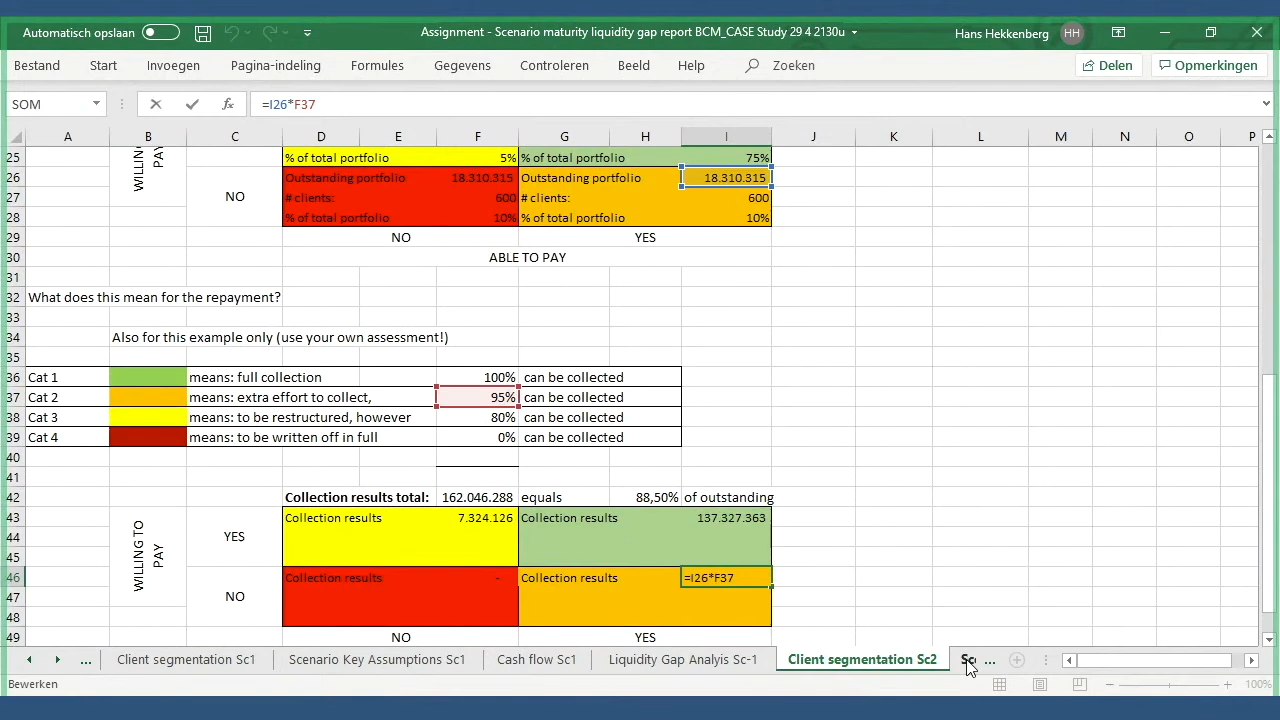 Automatisch opslaan
Assignment - Scenario maturity liquidity gap report BCM_CASE Study 29 4 2130u
Hans Hekkenberg HH
Bestand Start Invoegen Pagina-indeling Formules Gegevens Controleren Beeld Help Zoeken Delen Opmerkingen
SOM fx =I26*F37
A B C D E F G H I J K L M N O P
25 % of total portfolio 5% % of total portfolio 75%
26 Outstanding portfolio 18.310.315 Outstanding portfolio 18.310.315
27 NO # clients: 600 # clients: 600
28 % of total portfolio 10% % of total portfolio 10%
29 NO YES
30 ABLE TO PAY
31
32 What does this mean for the repayment?
33
34 Also for this example only (use your own assessment!)
35
36 Cat 1 means: full collection 100% can be collected
37 Cat 2 means: extra effort to collect, 95% can be collected
38 Cat 3 means: to be restructured, however 80% can be collected
39 Cat 4 means: to be written off in full 0% can be collected
40
41
42 Collection results total: 162.046.288 equals 88,50% of outstanding
43 Collection results 7.324.126 Collection results 137.327.363
44 YES
45
46 Collection results - Collection results =I26*F37
47 NO
48
49 NO YES
WILLING TO PAY
PAY
... Client segmentation Sc1 Scenario Key Assumptions Sc1 Cash flow Sc1 Liquidity Gap Analyis Sc-1 Client segmentation Sc2 ...
Bewerken 100%